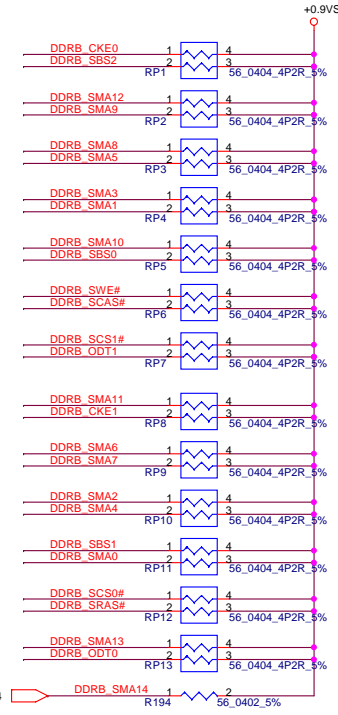 +0.9VS
DDRB_CKE0 1 4
DDRB_SBS2 2 3
RP1 56_0404_4P2R_5%
DDRB_SMA12 1 4
DDRB_SMA9 2 3
RP2 56_0404_4P2R_5%
DDRB_SMA8 1 4
DDRB_SMA5 2 3
RP3 56_0404_4P2R_5%
DDRB_SMA3 1 4
DDRB_SMA1 2 3
RP4 56_0404_4P2R_5%
DDRB_SMA10 1 4
DDRB_SBS0 2 3
RP5 56_0404_4P2R_5%
DDRB_SWE# 1 4
DDRB_SCAS# 2 3
RP6 56_0404_4P2R_5%
DDRB_SCS1# 1 4
DDRB_ODT1 2 3
RP7 56_0404_4P2R_5%
DDRB_SMA11 1 4
DDRB_CKE1 2 3
RP8 56_0404_4P2R_5%
DDRB_SMA6 1 4
DDRB_SMA7 2 3
RP9 56_0404_4P2R_5%
DDRB_SMA2 1 4
DDRB_SMA4 2 3
RP10 56_0404_4P2R_5%
DDRB_SBS1 1 4
DDRB_SMA0 2 3
RP11 56_0404_4P2R_5%
DDRB_SCS0# 1 4
DDRB_SRAS# 2 3
RP12 56_0404_4P2R_5%
DDRB_SMA13 1 4
DDRB_ODT0 2 3
RP13 56_0404_4P2R_5%
DDRB_SMA14 1 2
R194 56_0402_5%